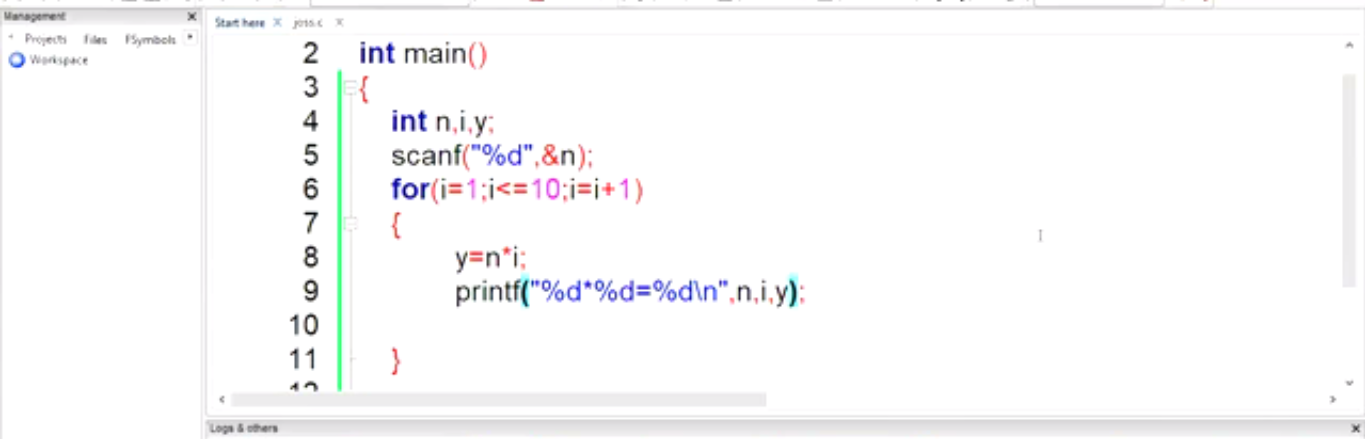 Management
Start here
joss.c
Projects Files FSymbols
Workspace
2 int main()
3 {
4 int n,i,y;
5 scanf("%d",&n);
6 for(i=1;i<=10;i=i+1)
7 {
8 y=n*i;
9 printf("%d*%d=%d\n",n,i,y);
10
11 }
12
Logs & others